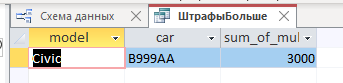 Схема данных ШтрафыБольше
model car sum_of_mul
Civic B999AA 3000